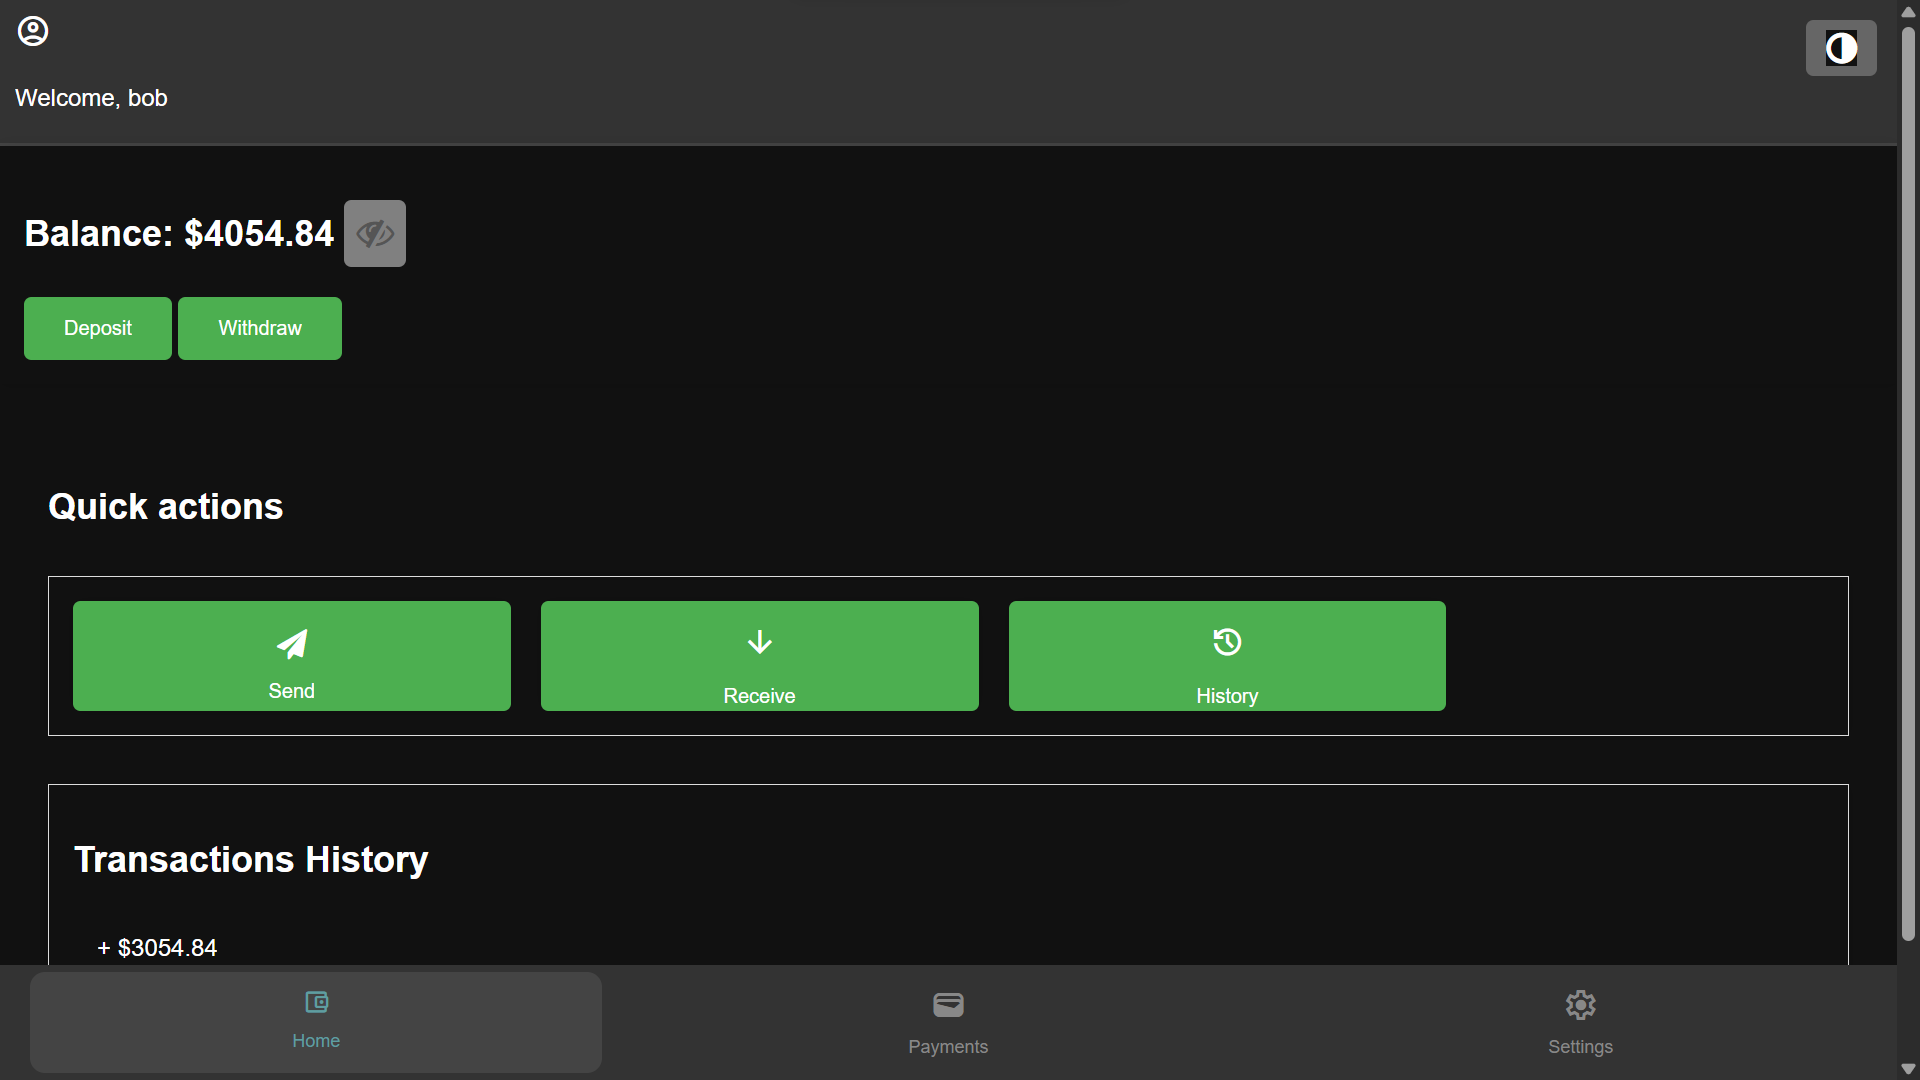 Welcome, bob
Balance: $4054.84
Deposit Withdraw
Quick actions
Send Receive History
Transactions History
+ $3054.84
Home Payments Settings